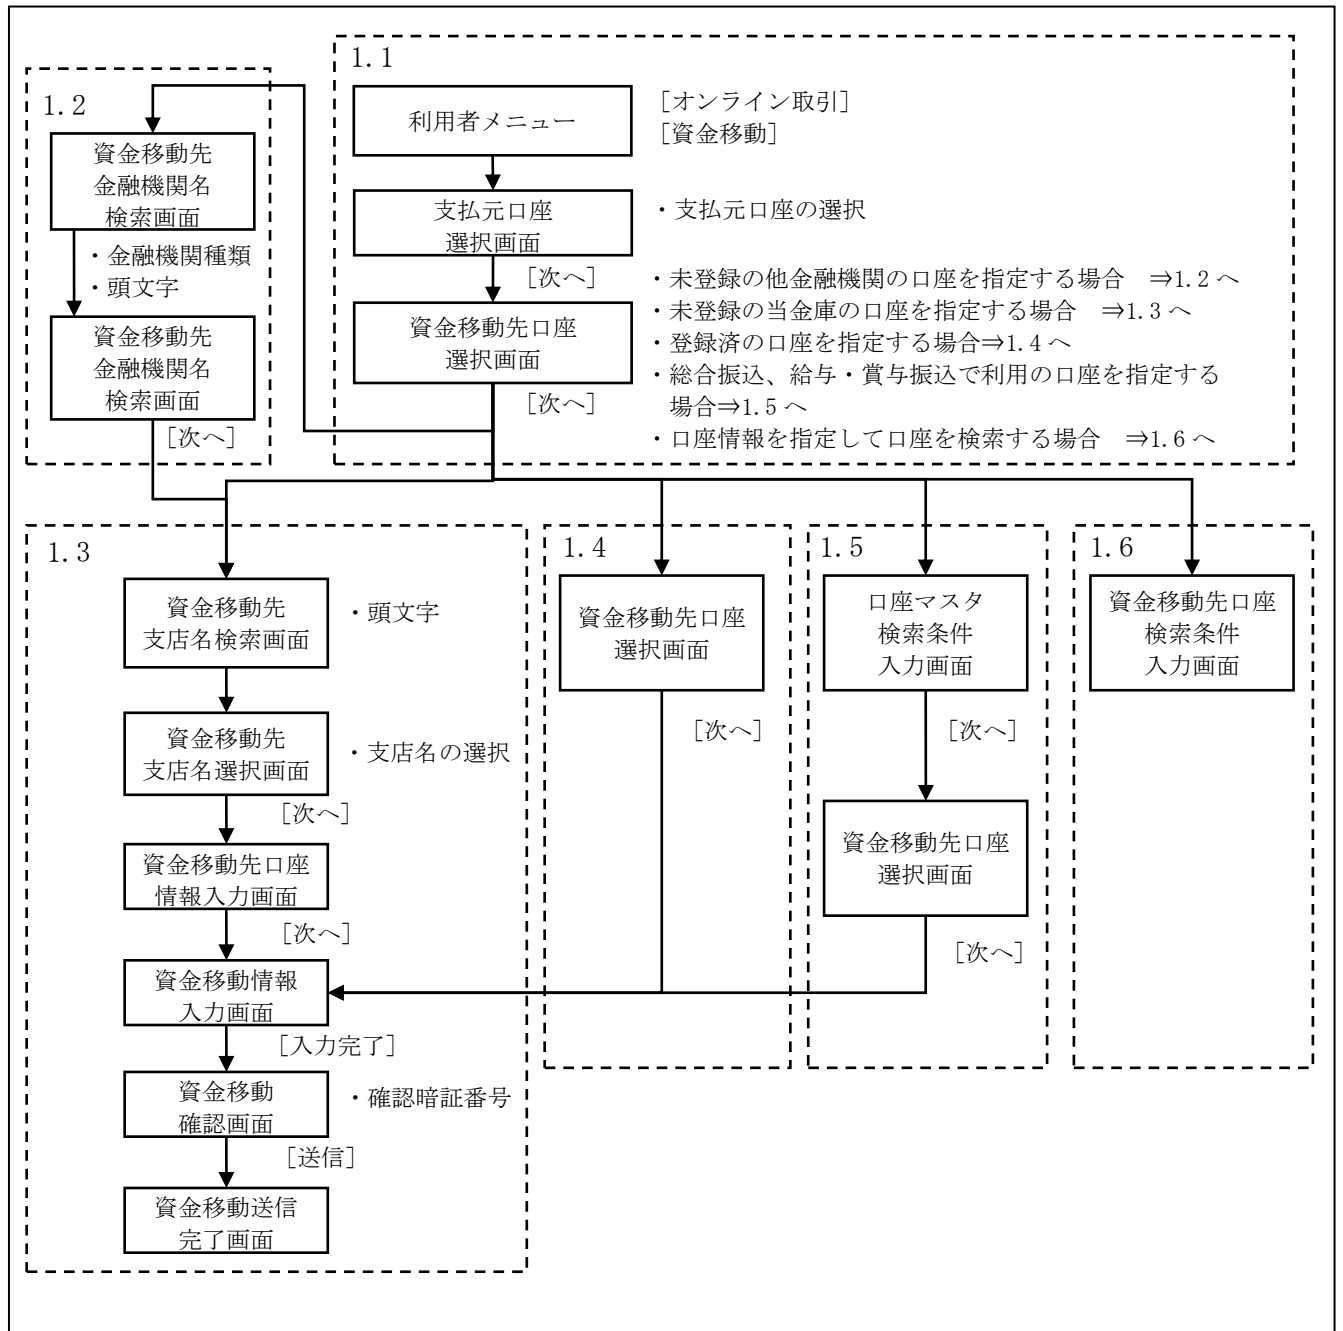 1.1
利用者メニュー
[オンライン取引]
[資金移動]
支払元口座
選択画面
・支払元口座の選択
[次へ]
資金移動先口座
選択画面
[次へ]
・未登録の他金融機関の口座を指定する場合　⇒1.2へ
・未登録の当金庫の口座を指定する場合　⇒1.3へ
・登録済の口座を指定する場合⇒1.4へ
・総合振込、給与・賞与振込で利用の口座を指定する
場合⇒1.5へ
・口座情報を指定して口座を検索する場合　⇒1.6へ
1.2
資金移動先
金融機関名
検索画面
・金融機関種類
・頭文字
資金移動先
金融機関名
検索画面
[次へ]
1.3
資金移動先
支店名検索画面
・頭文字
資金移動先
支店名選択画面
・支店名の選択
[次へ]
資金移動先口座
情報入力画面
[次へ]
資金移動情報
入力画面
[入力完了]
資金移動
確認画面
・確認暗証番号
[送信]
資金移動送信
完了画面
1.4
資金移動先口座
選択画面
[次へ]
1.5
口座マスタ
検索条件
入力画面
[次へ]
資金移動先口座
選択画面
[次へ]
1.6
資金移動先口座
検索条件
入力画面